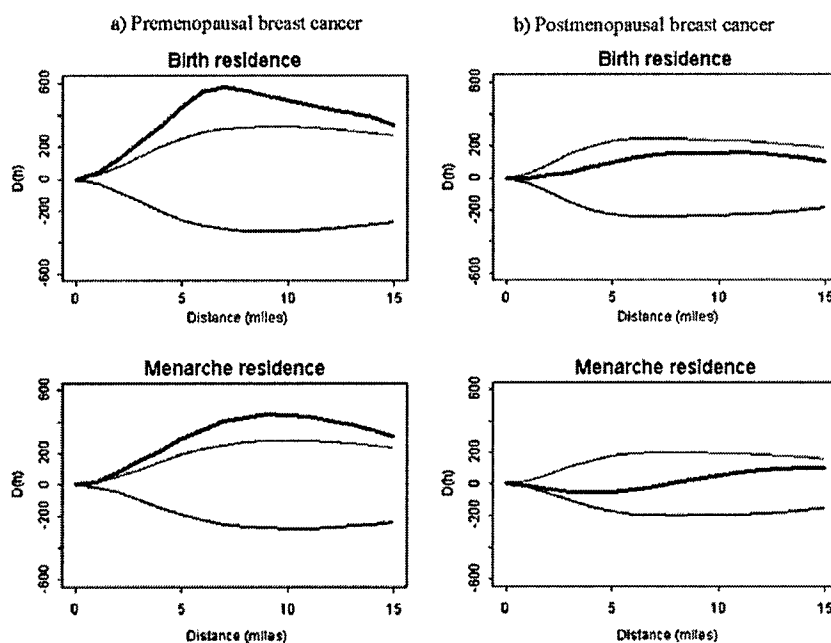 a) Premenopausal breast cancer
b) Postmenopausal breast cancer
Birth residence
D(h)
600
200
0
-200
-600
0 5 10 15
Distance (miles)
Birth residence
D(h)
600
200
0
-200
-600
0 5 10 15
Distance (miles)
Menarche residence
D(h)
600
200
0
-200
-600
0 5 10 15
Distance (miles)
Menarche residence
D(h)
600
200
0
-200
-600
0 5 10 15
Distance (miles)